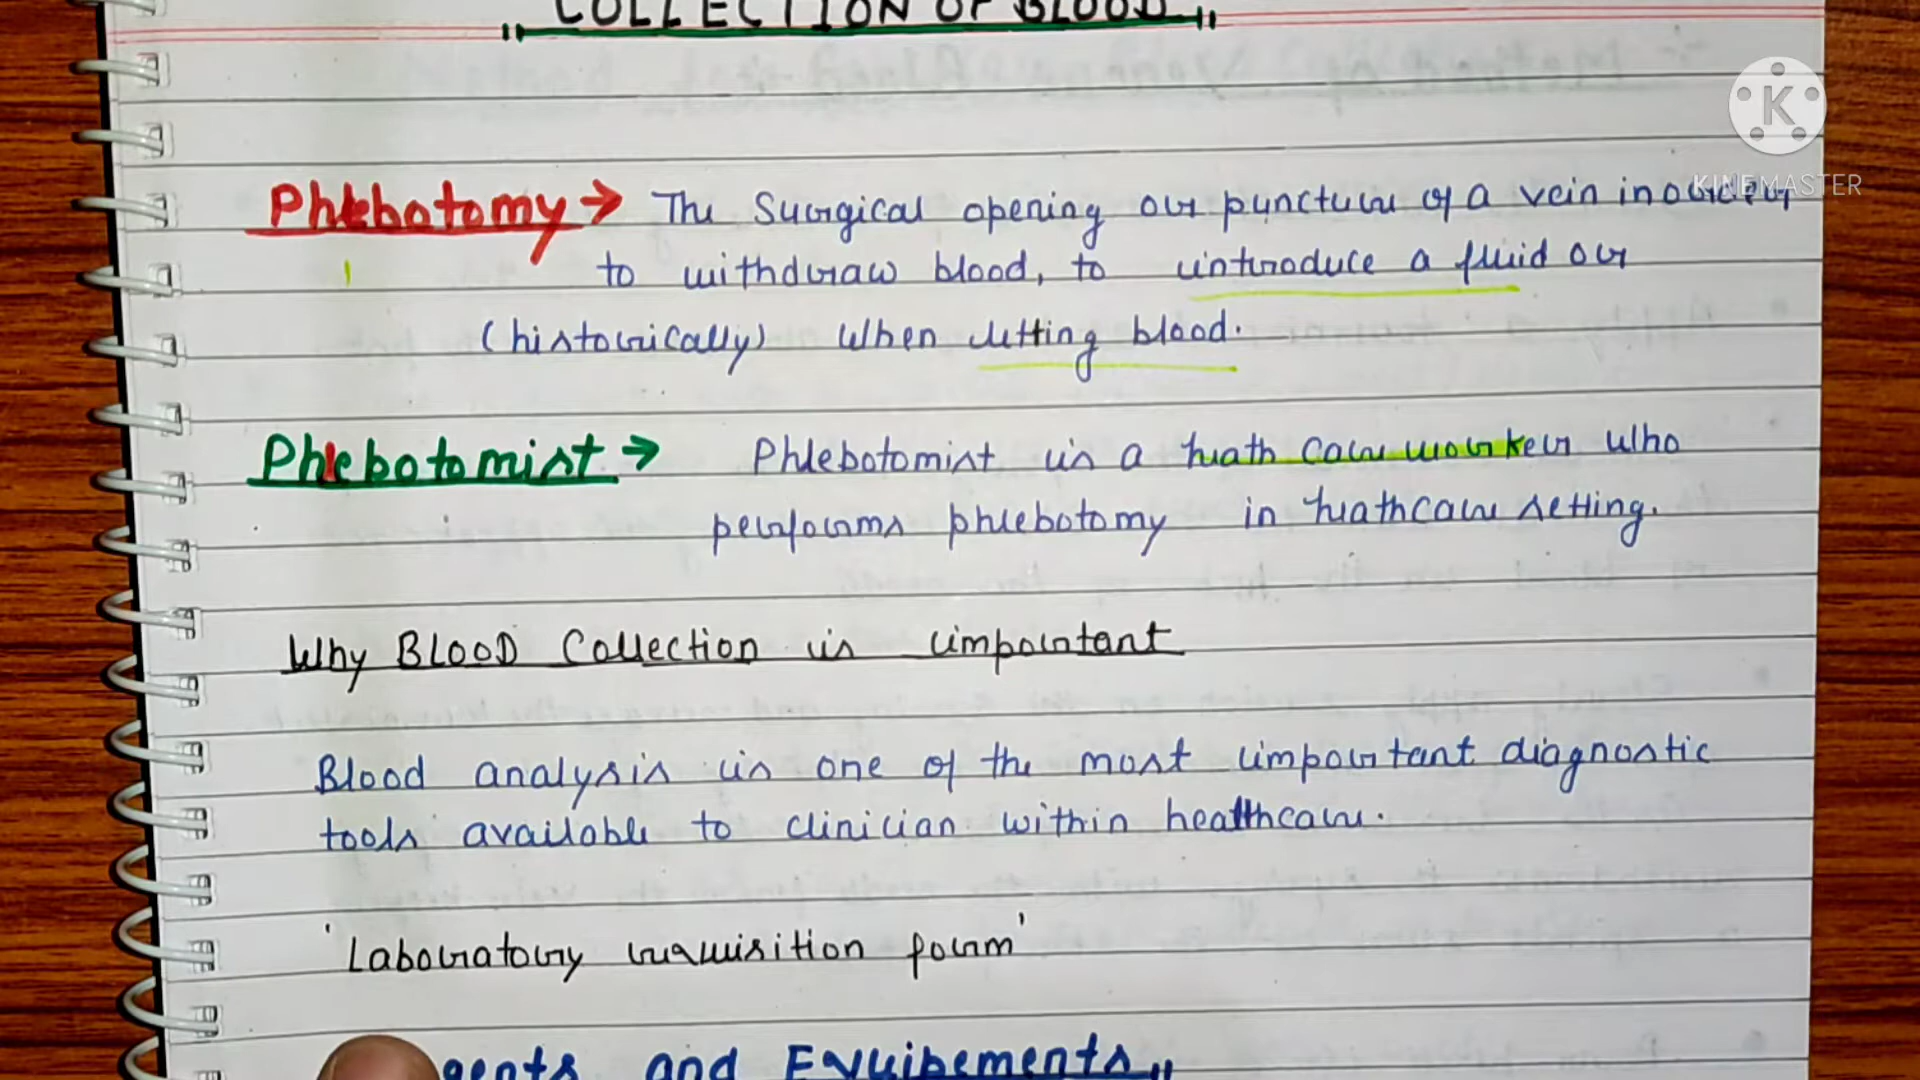 COLLECTION OF BLOOD
K
KINEMASTER
Phlebotomy → The Surgical opening or puncture of a vein in order
to withdraw blood, to introduce a fluid or
(historically) When letting blood.
Phlebotomist → Phlebotomist is a heath care worker who
performs phlebotomy in heathcare setting.
Why BLOOD Collection is important
Blood analysis is one of the most important diagnostic
tools available to clinician within healthcare.
'Laboratory requisition form'
and Equipements